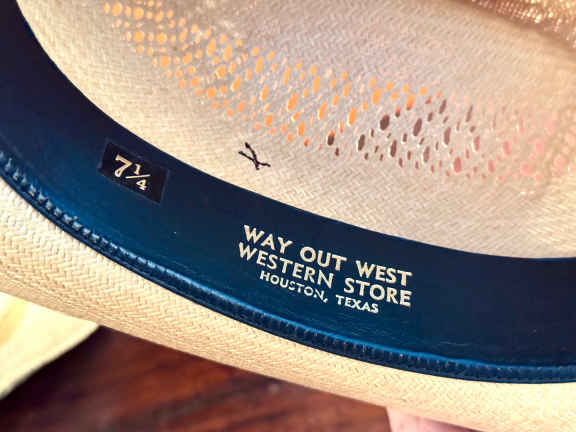 7¼
X
WAY OUT WEST
WESTERN STORE
HOUSTON, TEXAS